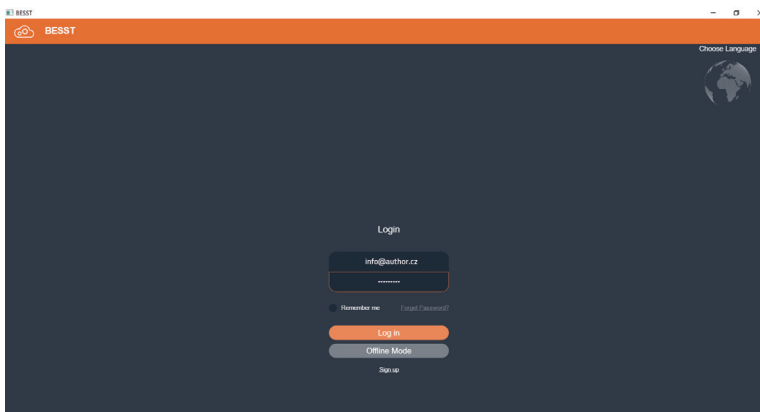 BESST
BESST
Choose Language
Login
info@author.cz
•••••••••
Remember me
Forgot Password?
Log in
Offline Mode
Sign up